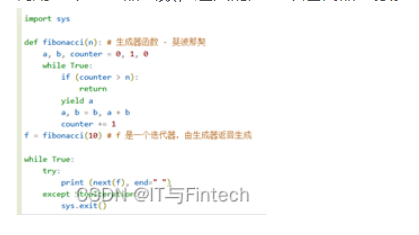 import sys
def fibonacci(n): # 生成器函数 - 斐波那契
a, b, counter = 0, 1, 0
while True:
if (counter > n):
return
yield a
a, b = b, a + b
counter += 1
f = fibonacci(10) # f 是一个迭代器，由生成器返回生成
while True:
try:
print (next(f), end=" ")
except StopIteration:
sys.exit()
CSDN @IT与Fintech